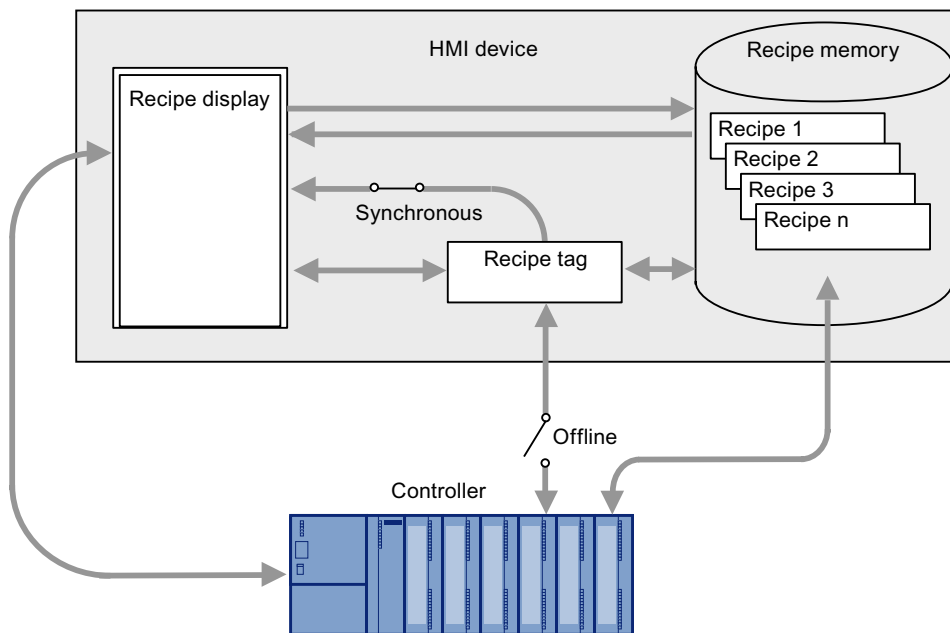 HMI device
Recipe memory
Recipe display
Recipe 1
Recipe 2
Recipe 3
Recipe n
Synchronous
Recipe tag
Offline
Controller